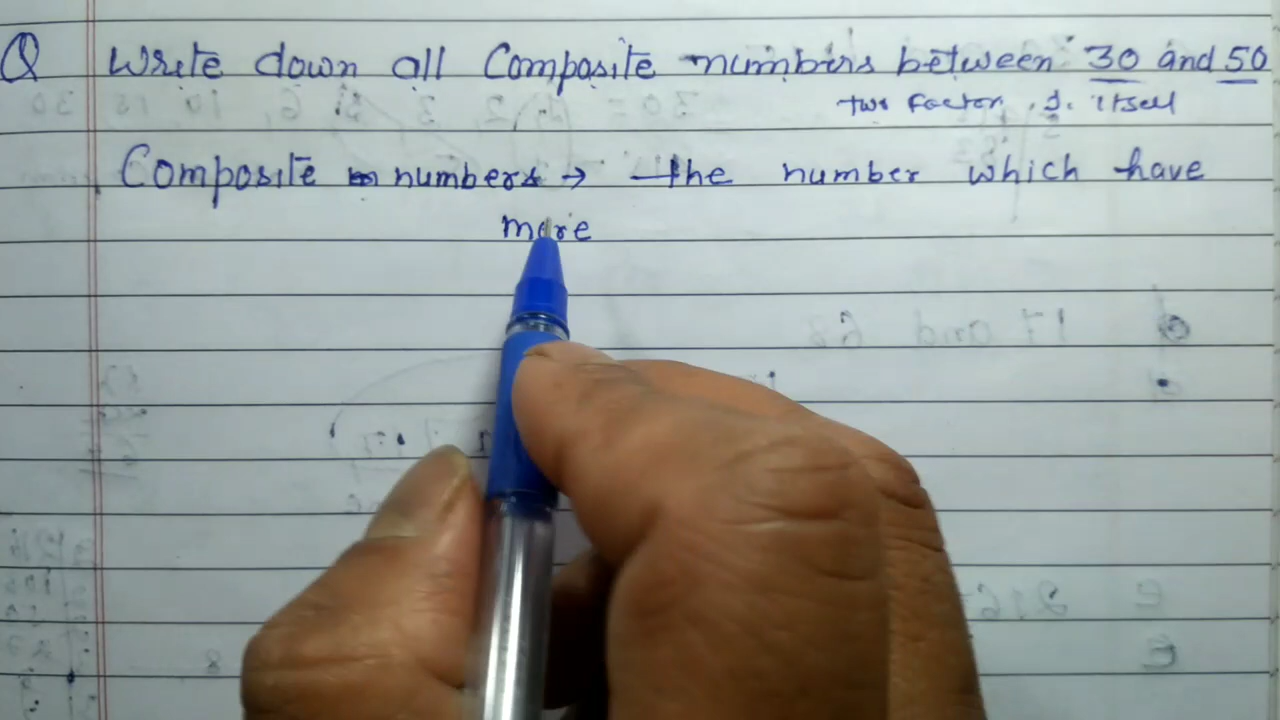 Q Write down all Composite numbers between 30 and 50
two factor . 1. itself
Composite numbers → the number which have
more